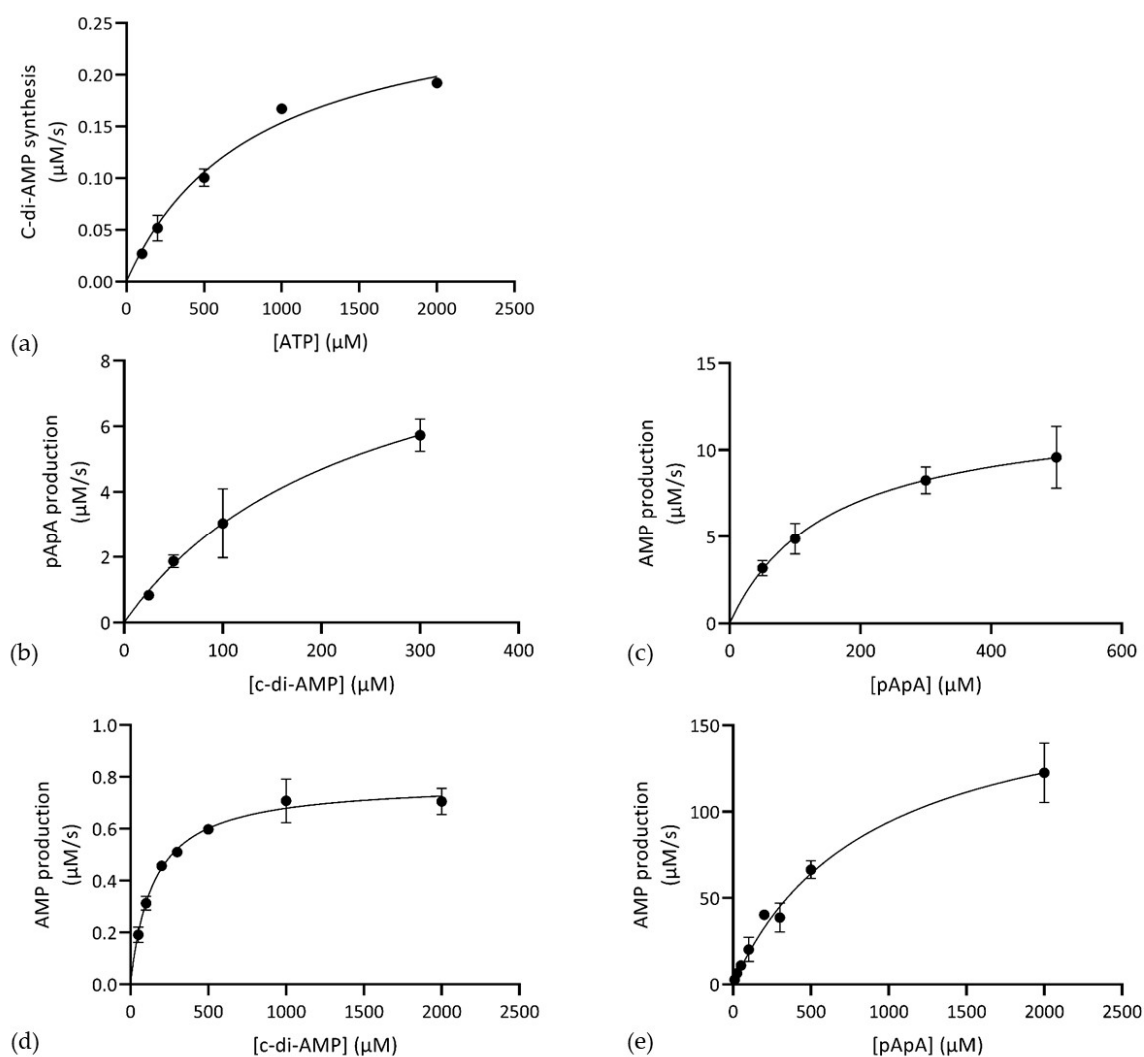 C-di-AMP synthesis
(µM/s)
0.25
0.20
0.15
0.10
0.05
0.00
0 500 1000 1500 2000 2500
[ATP] (µM)
(a)
pApA production
(µM/s)
8
6
4
2
0
0 100 200 300 400
[c-di-AMP] (µM)
(b)
AMP production
(µM/s)
15
10
5
0
0 200 400 600
[pApA] (µM)
(c)
AMP production
(µM/s)
1.0
0.8
0.6
0.4
0.2
0.0
0 500 1000 1500 2000 2500
[c-di-AMP] (µM)
(d)
AMP production
(µM/s)
150
100
50
0
0 500 1000 1500 2000 2500
[pApA] (µM)
(e)